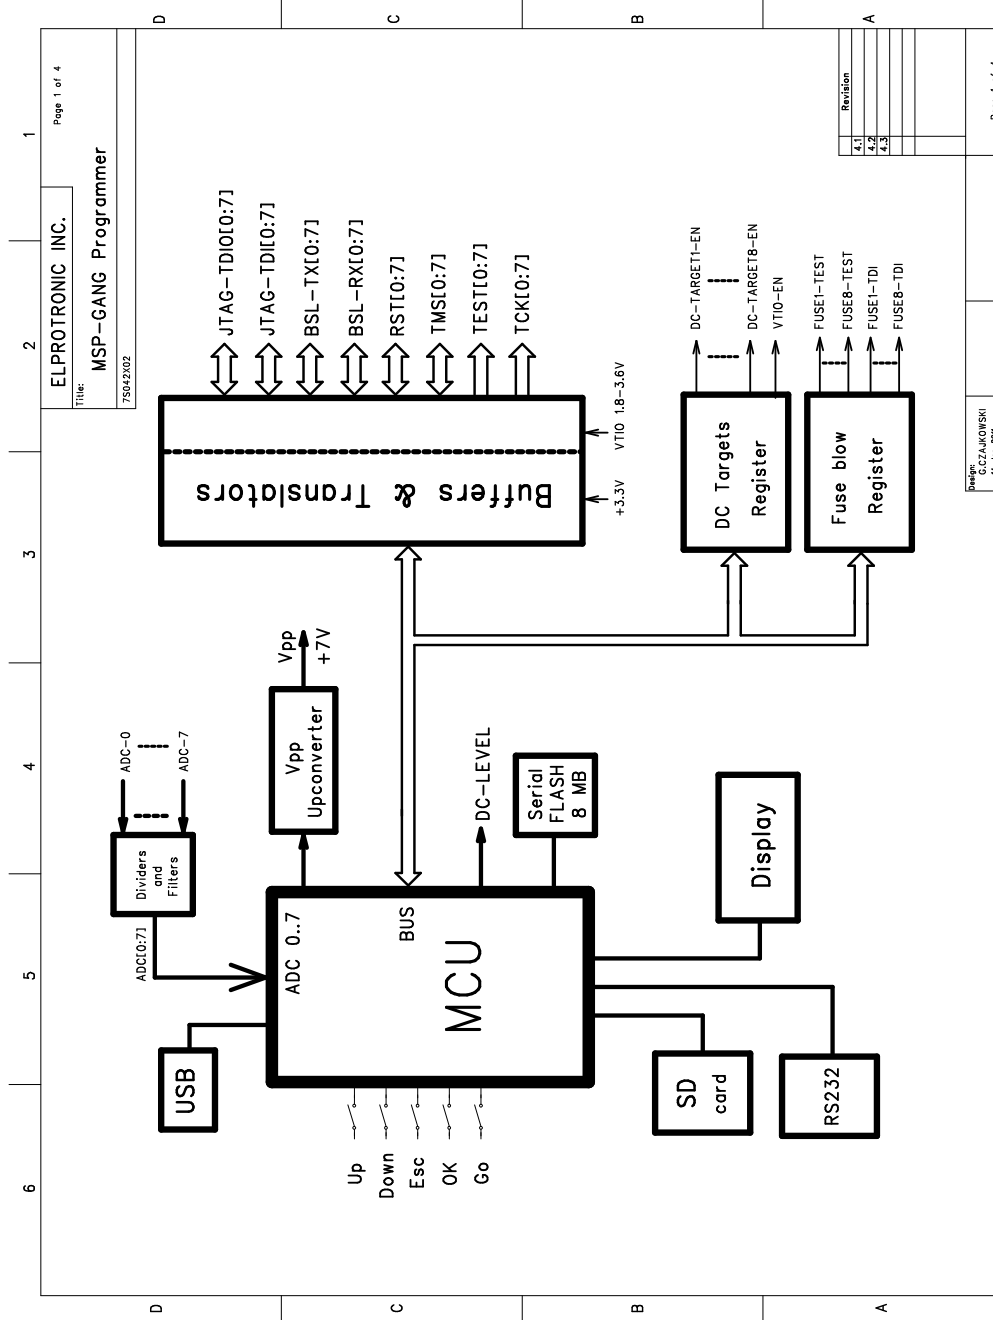 ELPROTRONIC INC.
Page 1 of 4
Title:
MSP-GANG Programmer
7S042X02
1
2
3
4
5
6
D
C
B
A
D
C
B
A
ADC-0
ADC-7
Dividers
and
Filters
ADC[0:7]
USB
ADC 0..7
BUS
MCU
Vpp
Upconverter
Vpp
+7V
DC-LEVEL
Serial
FLASH
8 MB
Display
SD
card
RS232
Up
Down
Esc
OK
Go
Buffers & Translators
JTAG-TDIO[0:7]
JTAG-TDI[0:7]
BSL-TX[0:7]
BSL-RX[0:7]
RST[0:7]
TMS[0:7]
TEST[0:7]
TCK[0:7]
+3.3V
VTIO 1.8-3.6V
DC Targets
Register
DC-TARGET1-EN
DC-TARGET8-EN
VTIO-EN
Fuse blow
Register
FUSE1-TEST
FUSE8-TEST
FUSE1-TDI
FUSE8-TDI
Revision
4.1
4.2
4.3
Design:
G.CZAJKOWSKI